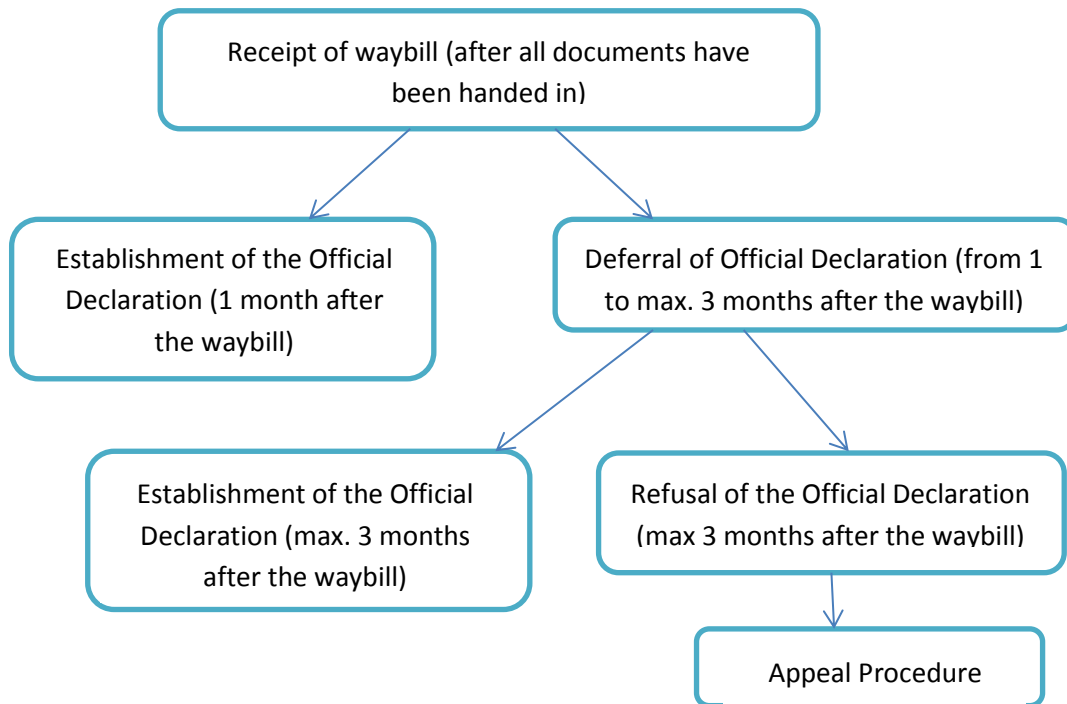 Receipt of waybill (after all documents have
been handed in)
Establishment of the Official
Declaration (1 month after
the waybill)
Deferral of Official Declaration (from 1
to max. 3 months after the waybill)
Establishment of the Official
Declaration (max. 3 months
after the waybill)
Refusal of the Official Declaration
(max 3 months after the waybill)
Appeal Procedure